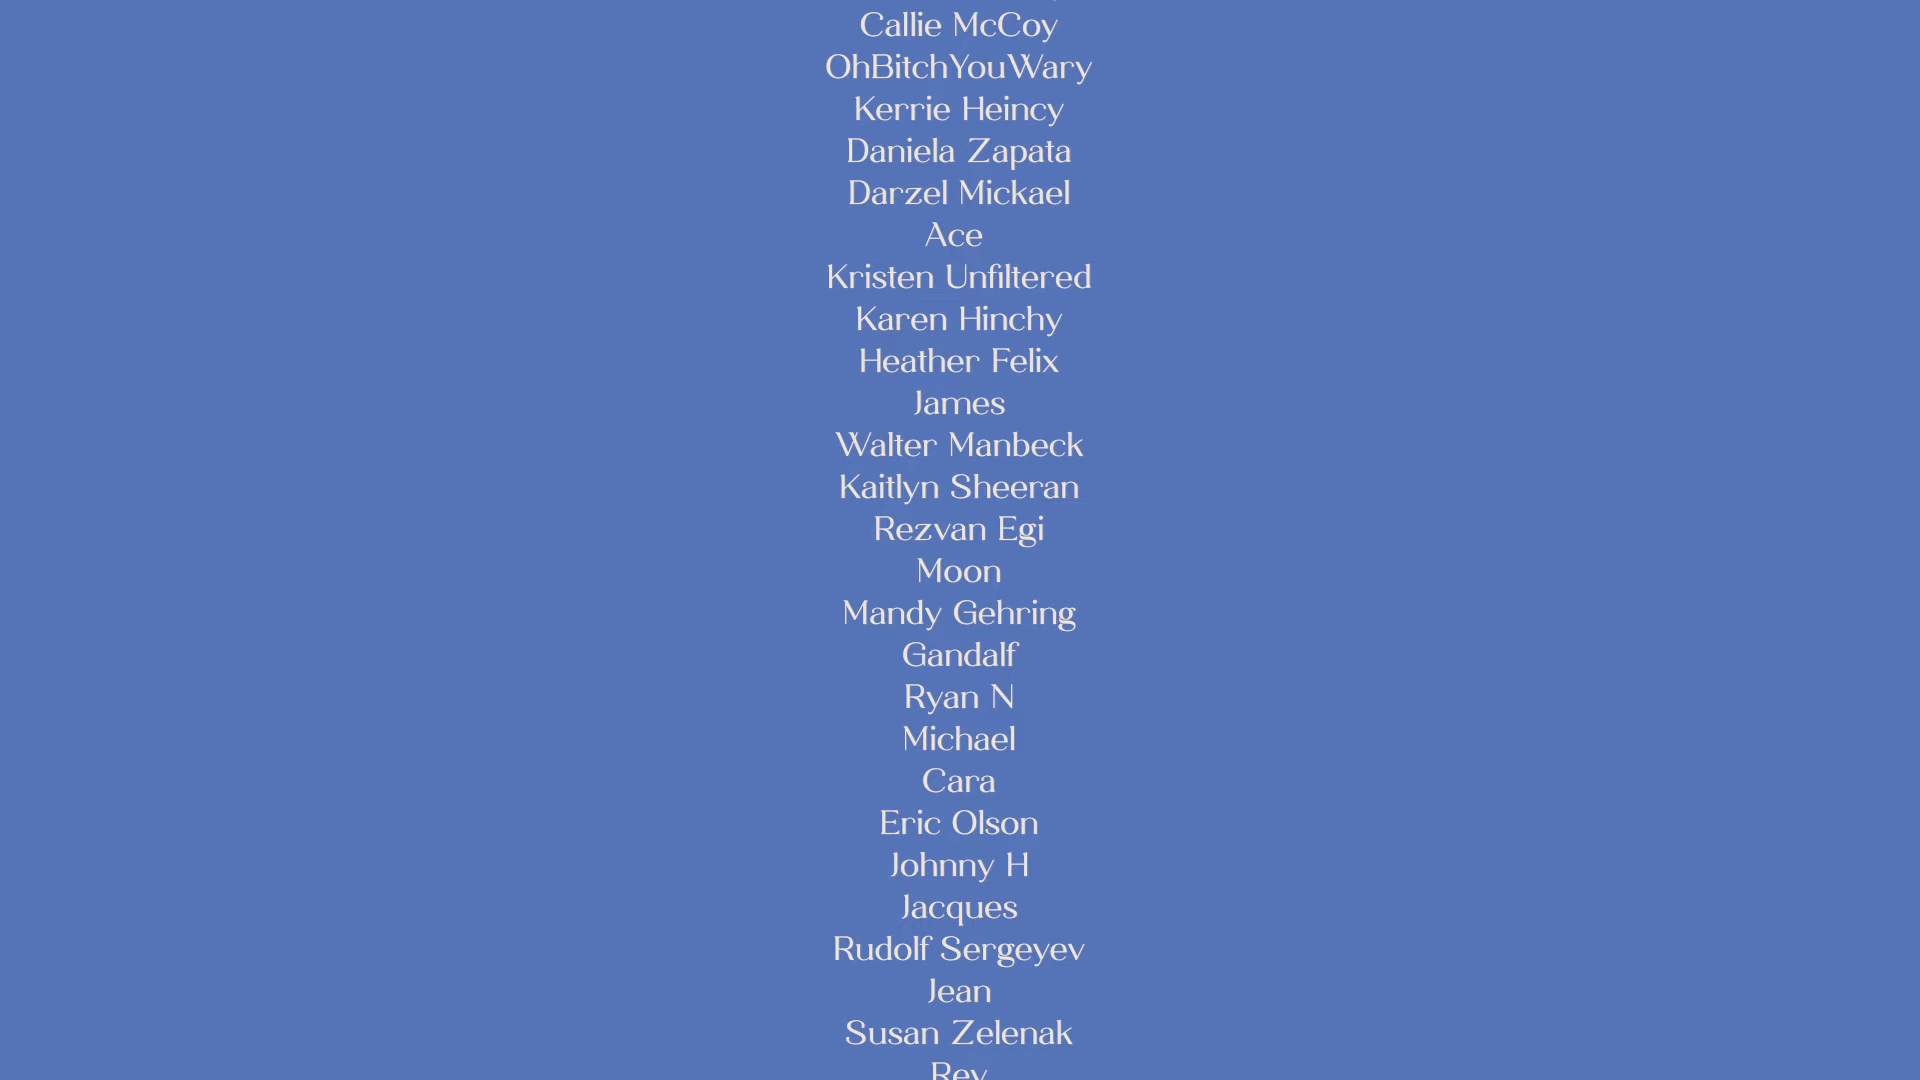 Callie McCoy
OhBitchYouWary
Kerrie Heincy
Daniela Zapata
Darzel Mickael
Ace
Kristen Unfiltered
Karen Hinchy
Heather Felix
James
Walter Manbeck
Kaitlyn Sheeran
Rezvan Egi
Moon
Mandy Gehring
Gandalf
Ryan N
Michael
Cara
Eric Olson
Johnny H
Jacques
Rudolf Sergeyev
Jean
Susan Zelenak
Rey